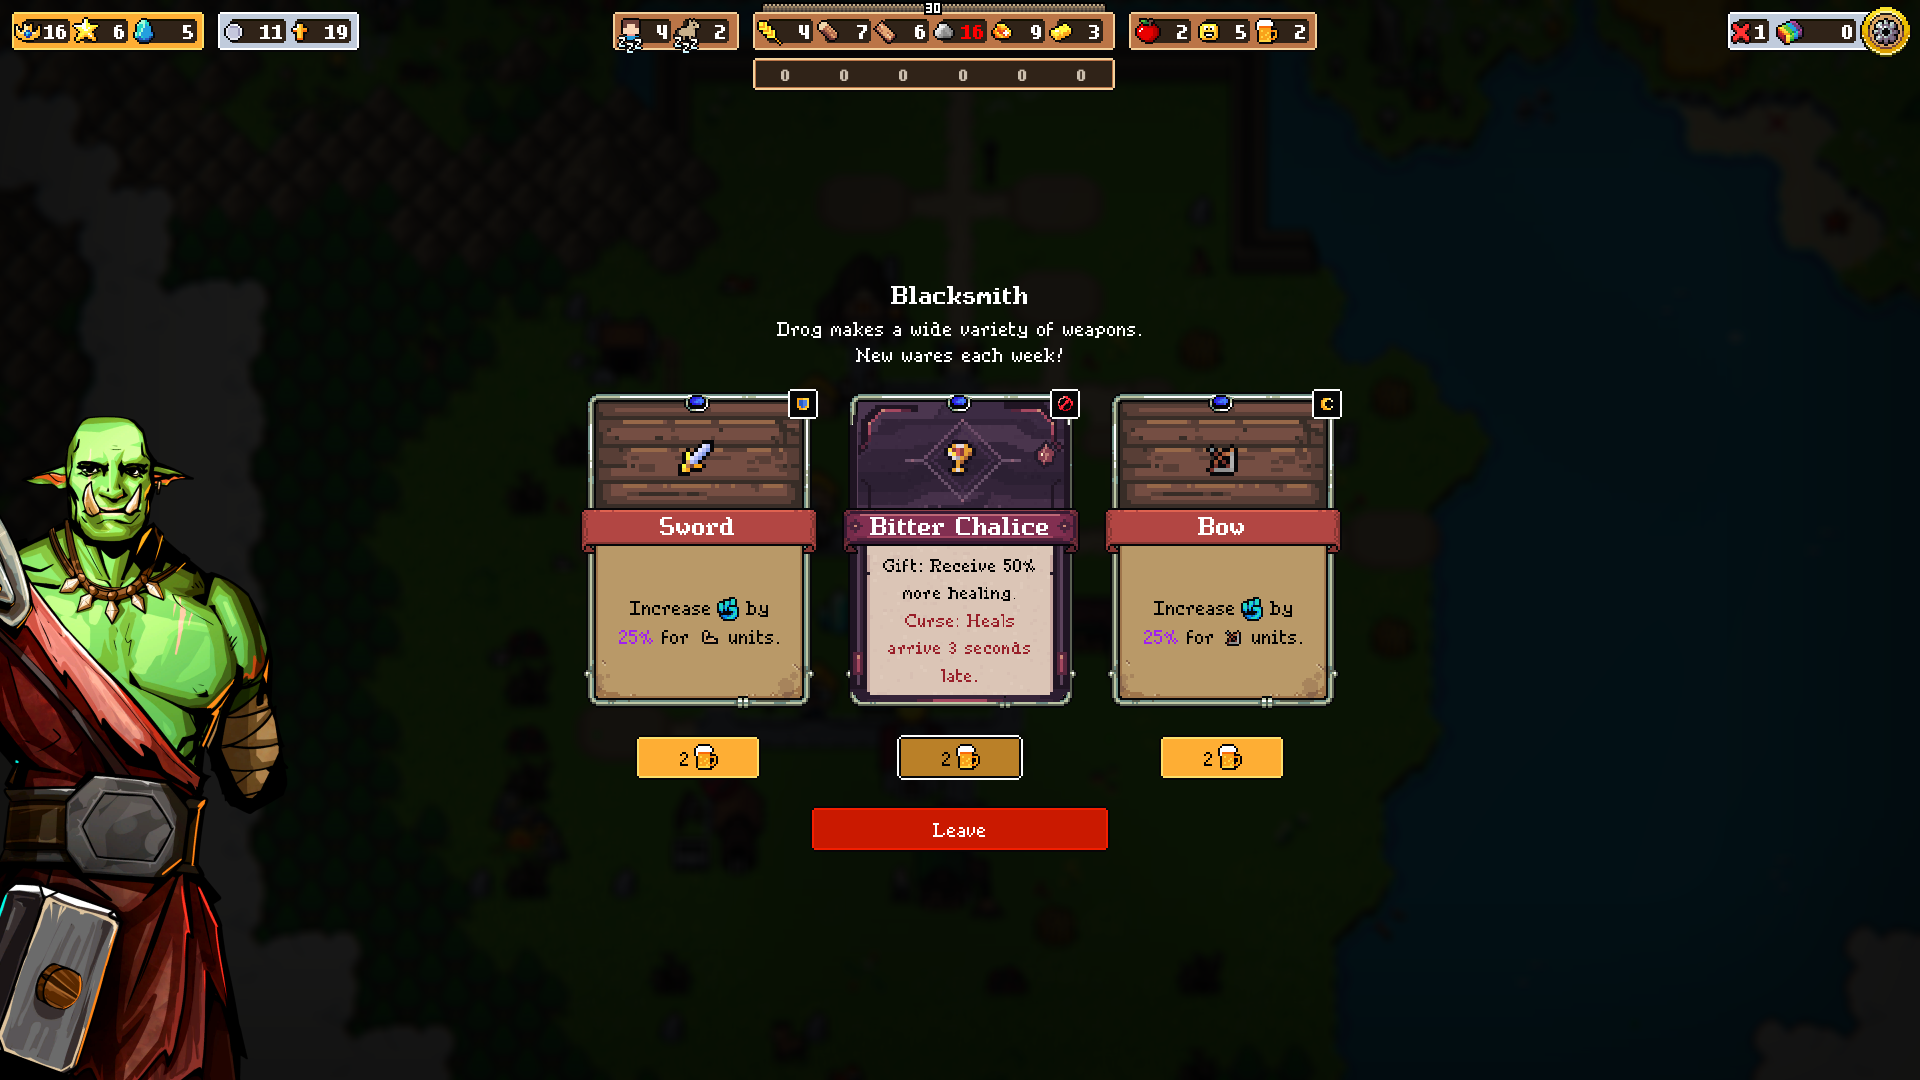 16 6 5 11 19 4 2 30 4 7 6 16 9 3 2 5 2 1 0
zzz zzz
0 0 0 0 0 0
Blacksmith
Drog makes a wide variety of weapons.
New wares each week!
C
Sword
Increase by
25% for units.
Bitter Chalice
Gift: Receive 50%
more healing.
Curse: Heals
arrive 3 seconds
late.
Bow
Increase by
25% for units.
2
2
2
Leave